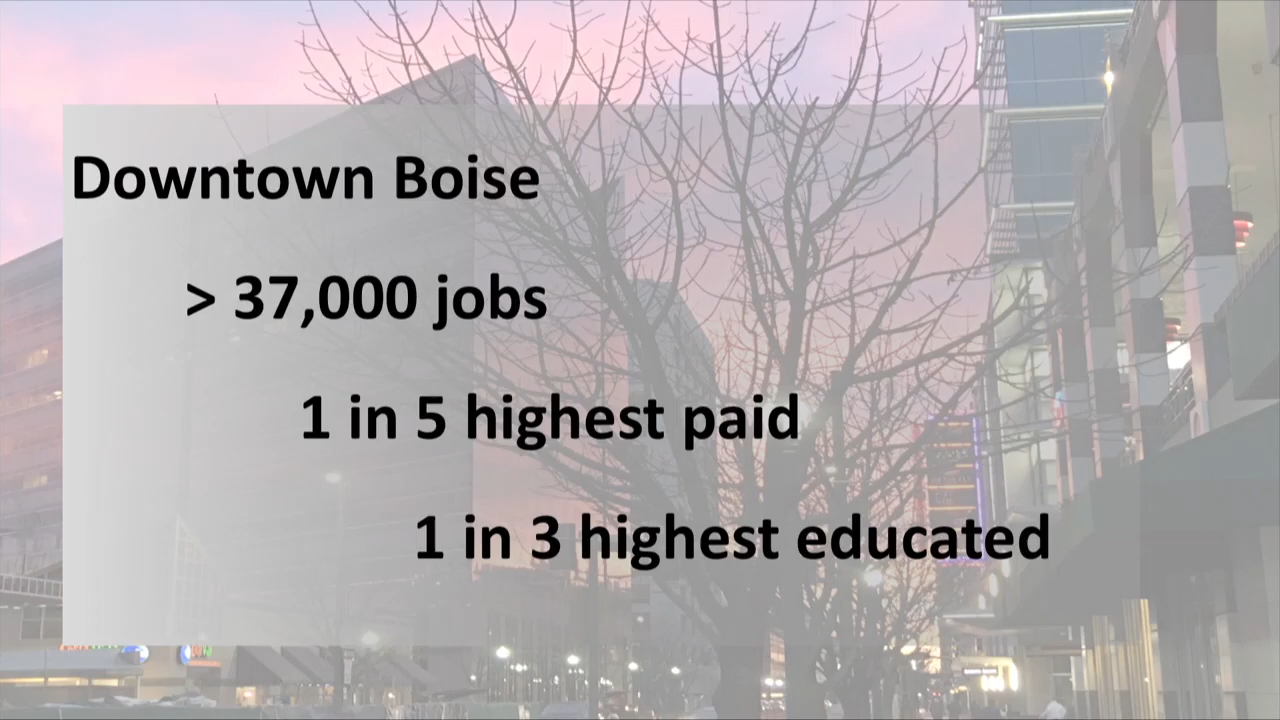 Downtown Boise
> 37,000 jobs
1 in 5 highest paid
1 in 3 highest educated